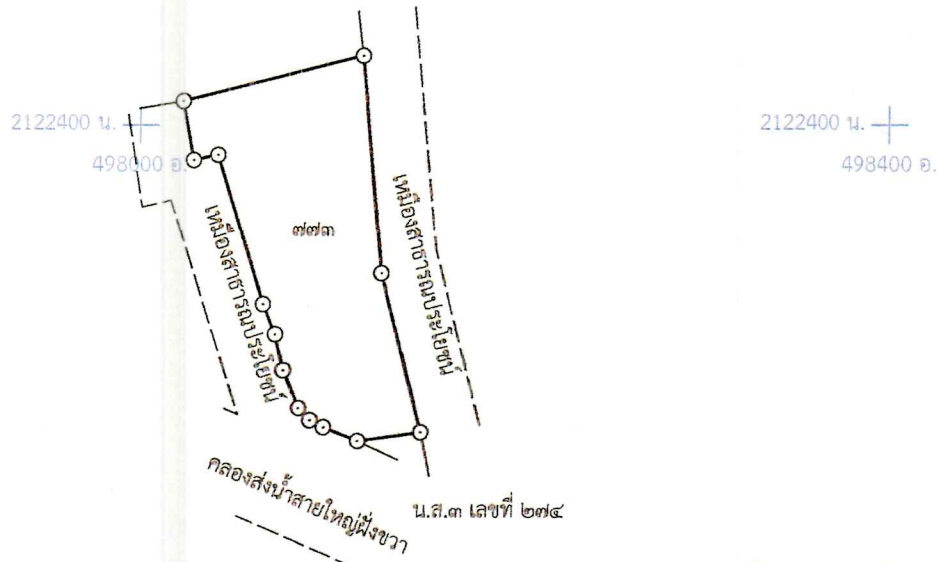 2122400 น.
498000 อ.
2122400 น.
498400 อ.
๗๗๓
เหมืองสาธารณประโยชน์
เหมืองสาธารณประโยชน์
คลองส่งน้ำสายใหญ่ฝั่งขวา
น.ส.๓ เลขที่ ๒๗๔